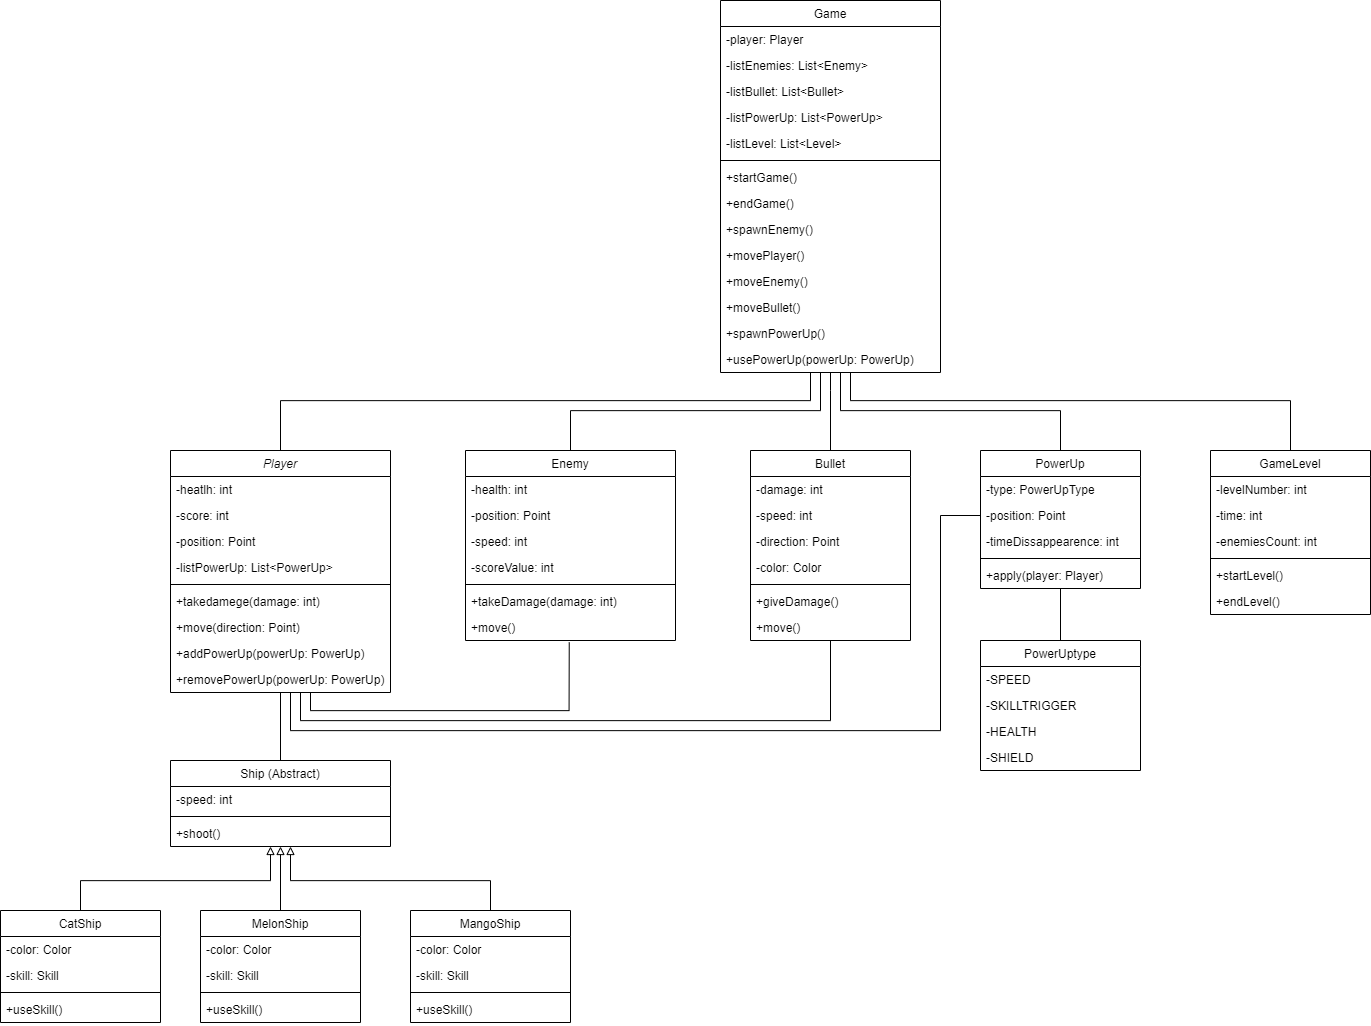 Game
-player: Player
-listEnemies: List<Enemy>
-listBullet: List<Bullet>
-listPowerUp: List<PowerUp>
-listLevel: List<Level>
+startGame()
+endGame()
+spawnEnemy()
+movePlayer()
+moveEnemy()
+moveBullet()
+spawnPowerUp()
+usePowerUp(powerUp: PowerUp)
Player
-heatlh: int
-score: int
-position: Point
-listPowerUp: List<PowerUp>
+takedamege(damage: int)
+move(direction: Point)
+addPowerUp(powerUp: PowerUp)
+removePowerUp(powerUp: PowerUp)
Enemy
-health: int
-position: Point
-speed: int
-scoreValue: int
+takeDamage(damage: int)
+move()
Bullet
-damage: int
-speed: int
-direction: Point
-color: Color
+giveDamage()
+move()
PowerUp
-type: PowerUpType
-position: Point
-timeDissappearence: int
+apply(player: Player)
GameLevel
-levelNumber: int
-time: int
-enemiesCount: int
+startLevel()
+endLevel()
PowerUptype
-SPEED
-SKILLTRIGGER
-HEALTH
-SHIELD
Ship (Abstract)
-speed: int
+shoot()
CatShip
-color: Color
-skill: Skill
+useSkill()
MelonShip
-color: Color
-skill: Skill
+useSkill()
MangoShip
-color: Color
-skill: Skill
+useSkill()